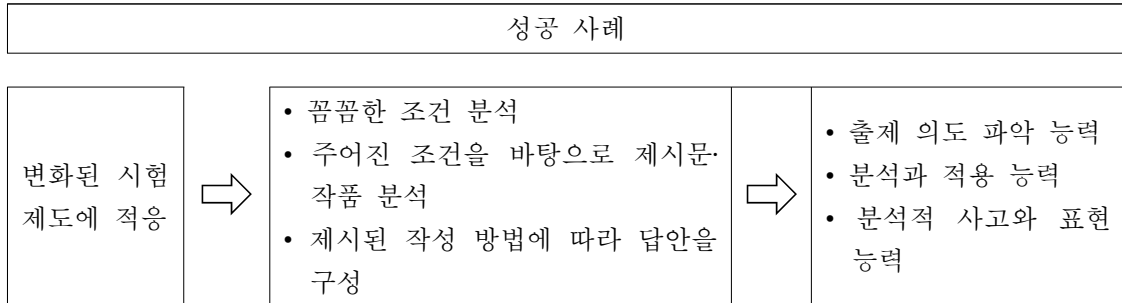 성공 사례
변화된 시험
제도에 적응
• 꼼꼼한 조건 분석
• 주어진 조건을 바탕으로 제시문·
작품 분석
• 제시된 작성 방법에 따라 답안을
구성
• 출제 의도 파악 능력
• 분석과 적용 능력
• 분석적 사고와 표현
능력